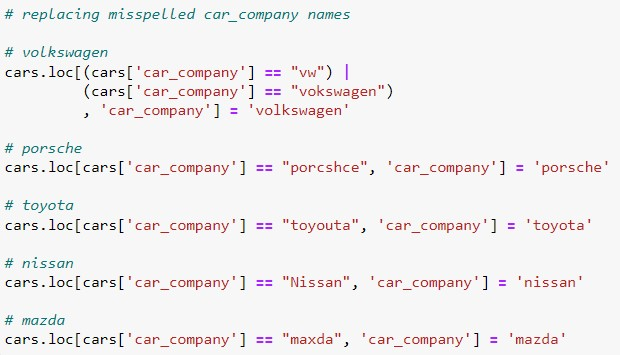 # replacing misspelled car_company names
# volkswagen
cars.loc[(cars['car_company'] == "vw") |
(cars['car_company'] == "vokswagen")
, 'car_company'] = 'volkswagen'
# porsche
cars.loc[cars['car_company'] == "porcshce", 'car_company'] = 'porsche'
# toyota
cars.loc[cars['car_company'] == "toyouta", 'car_company'] = 'toyota'
# nissan
cars.loc[cars['car_company'] == "Nissan", 'car_company'] = 'nissan'
# mazda
cars.loc[cars['car_company'] == "maxda", 'car_company'] = 'mazda'